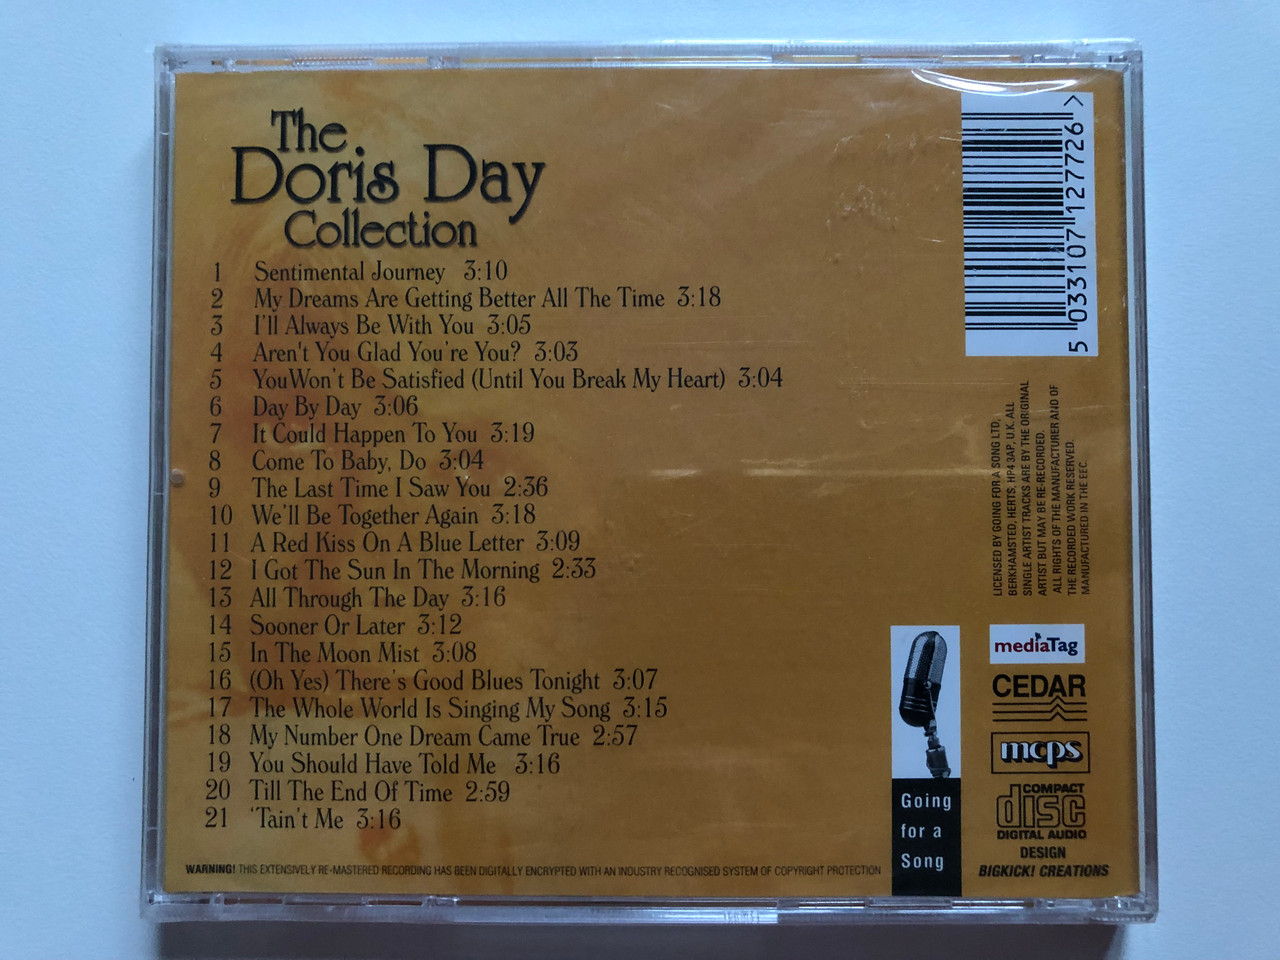 The
Doris Day
Collection
1 Sentimental Journey 3:10
2 My Dreams Are Getting Better All The Time 3:18
3 I'll Always Be With You 3:05
4 Aren't You Glad You're You? 3:03
5 YouWon't Be Satisfied (Until You Break My Heart) 3:04
6 Day By Day 3:06
7 It Could Happen To You 3:19
8 Come To Baby, Do 3:04
9 The Last Time I Saw You 2:36
10 We'll Be Together Again 3:18
11 A Red Kiss On A Blue Letter 3:09
12 I Got The Sun In The Morning 2:33
13 All Through The Day 3:16
14 Sooner Or Later 3:12
15 In The Moon Mist 3:08
16 (Oh Yes) There's Good Blues Tonight 3:07
17 The Whole World Is Singing My Song 3:15
18 My Number One Dream Came True 2:57
19 You Should Have Told Me 3:16
20 Till The End Of Time 2:59
21 'Tain't Me 3:16
WARNING! THIS EXTENSIVELY RE-MASTERED RECORDING HAS BEEN DIGITALLY ENCRYPTED WITH AN INDUSTRY RECOGNISED SYSTEM OF COPYRIGHT PROTECTION
5 033107 127726 >
LICENSED BY GOING FOR A SONG LTD,
BERKHAMSTED, HERTS, HP4 3AP, U.K. ALL
SINGLE ARTIST TRACKS ARE BY THE ORIGINAL
ARTIST BUT MAY BE RE-RECORDED.
ALL RIGHTS OF THE MANUFACTURER AND OF
THE RECORDED WORK RESERVED.
MANUFACTURED IN THE EEC.
Going
for a
Song
mediaTag
CEDAR
mcps
COMPACT
disc
DIGITAL AUDIO
DESIGN
BIGKICK! CREATIONS